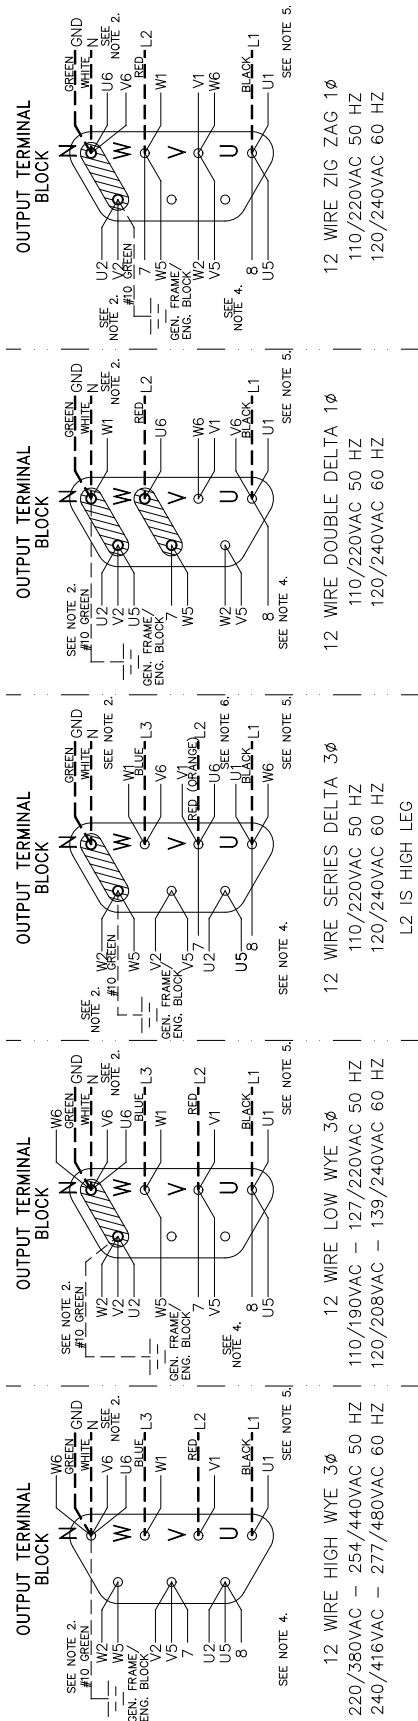 OUTPUT TERMINAL
BLOCK
W6
SEE NOTE 2.
#10 GREEN
N
GREEN GND
WHITE N
SEE
NOTE 2.
V6
U6
W2
W5
GEN. FRAME/
ENG. BLOCK
W
BLUE L3
W1
V2
V5
7
V
RED L2
V1
U2
U5
8
U
BLACK L1
U1
SEE NOTE 4.
SEE NOTE 5.
12 WIRE HIGH WYE 3ø
220/380VAC – 254/440VAC 50 HZ
240/416VAC – 277/480VAC 60 HZ
OUTPUT TERMINAL
BLOCK
W6
SEE NOTE 2.
#10 GREEN
N
GREEN GND
WHITE N
SEE
NOTE 2.
V6
U6
W2
V2
U2
W
BLUE L3
W1
GEN. FRAME/
ENG. BLOCK
W5
7
V5
V
RED L2
V1
SEE
NOTE 4.
8
U5
U
BLACK L1
U1
SEE NOTE 5.
12 WIRE LOW WYE 3ø
110/190VAC – 127/220VAC 50 HZ
120/208VAC – 139/240VAC 60 HZ
OUTPUT TERMINAL
BLOCK
SEE
NOTE 2.
#10 GREEN
N
GREEN GND
WHITE N
SEE NOTE 2.
W2
W5
W
W1
BLUE L3
V6
GEN. FRAME/
ENG. BLOCK
V2
V5
7
V
V1
RED (ORANGE) L2
U6
SEE NOTE 6.
U2
U5
8
U
U1
BLACK L1
W6
SEE NOTE 4.
SEE NOTE 5.
12 WIRE SERIES DELTA 3ø
110/220VAC 50 HZ
120/240VAC 60 HZ
L2 IS HIGH LEG
OUTPUT TERMINAL
BLOCK
SEE NOTE 2.
#10 GREEN
N
GREEN GND
WHITE N
SEE
NOTE 2.
W1
U2
V2
U5
GEN. FRAME/
ENG. BLOCK
W
RED L2
U6
7
W5
V
W6
V1
W2
V5
U
V6
BLACK L1
U1
8
SEE NOTE 4.
SEE NOTE 5.
12 WIRE DOUBLE DELTA 1ø
110/220VAC 50 HZ
120/240VAC 60 HZ
OUTPUT TERMINAL
BLOCK
N
GREEN GND
WHITE N
SEE
NOTE 2.
U6
V6
U2
V2
#10 GREEN
SEE
NOTE 2.
W
RED L2
W1
7
W5
GEN. FRAME/
ENG. BLOCK
V
V1
W6
W2
V5
SEE
NOTE 4.
U
BLACK L1
U1
8
U5
SEE NOTE 5.
12 WIRE ZIG ZAG 1ø
110/220VAC 50 HZ
120/240VAC 60 HZ